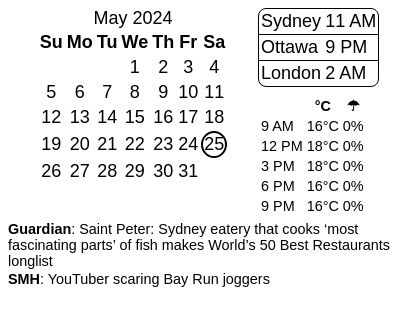 May 2024
Su Mo Tu We Th Fr Sa
1 2 3 4
5 6 7 8 9 10 11
12 13 14 15 16 17 18
19 20 21 22 23 24 25
26 27 28 29 30 31
Sydney 11 AM
Ottawa 9 PM
London 2 AM
°C ☂
9 AM 16°C 0%
12 PM 18°C 0%
3 PM 18°C 0%
6 PM 16°C 0%
9 PM 16°C 0%
Guardian: Saint Peter: Sydney eatery that cooks ‘most
fascinating parts’ of fish makes World’s 50 Best Restaurants
longlist
SMH: YouTuber scaring Bay Run joggers